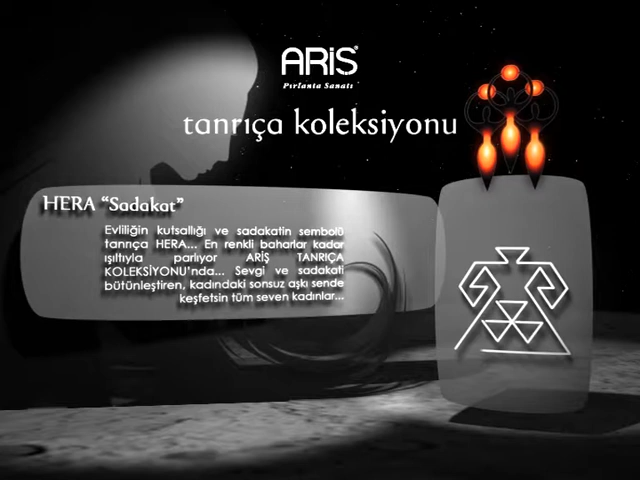 ARİS
Pırlanta Sanatı
tanrıça koleksiyonu
HERA "Sadakat"
Evliliğin kutsallığı ve sadakatin sembolü
tanrıça HERA... En renkli baharlar kadar
ışıltıyla parlıyor ARİŞ TANRIÇA
KOLEKSİYONU'nda... Sevgi ve sadakati
bütünleştiren, kadındaki sonsuz aşkı sende
keşfetsin tüm seven kadınlar...